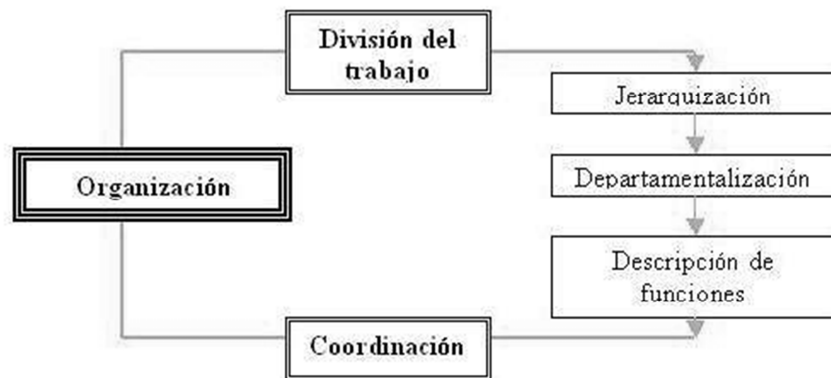 División del
trabajo
Jerarquización
Organización
Departamentalización
Descripción de
funciones
Coordinación